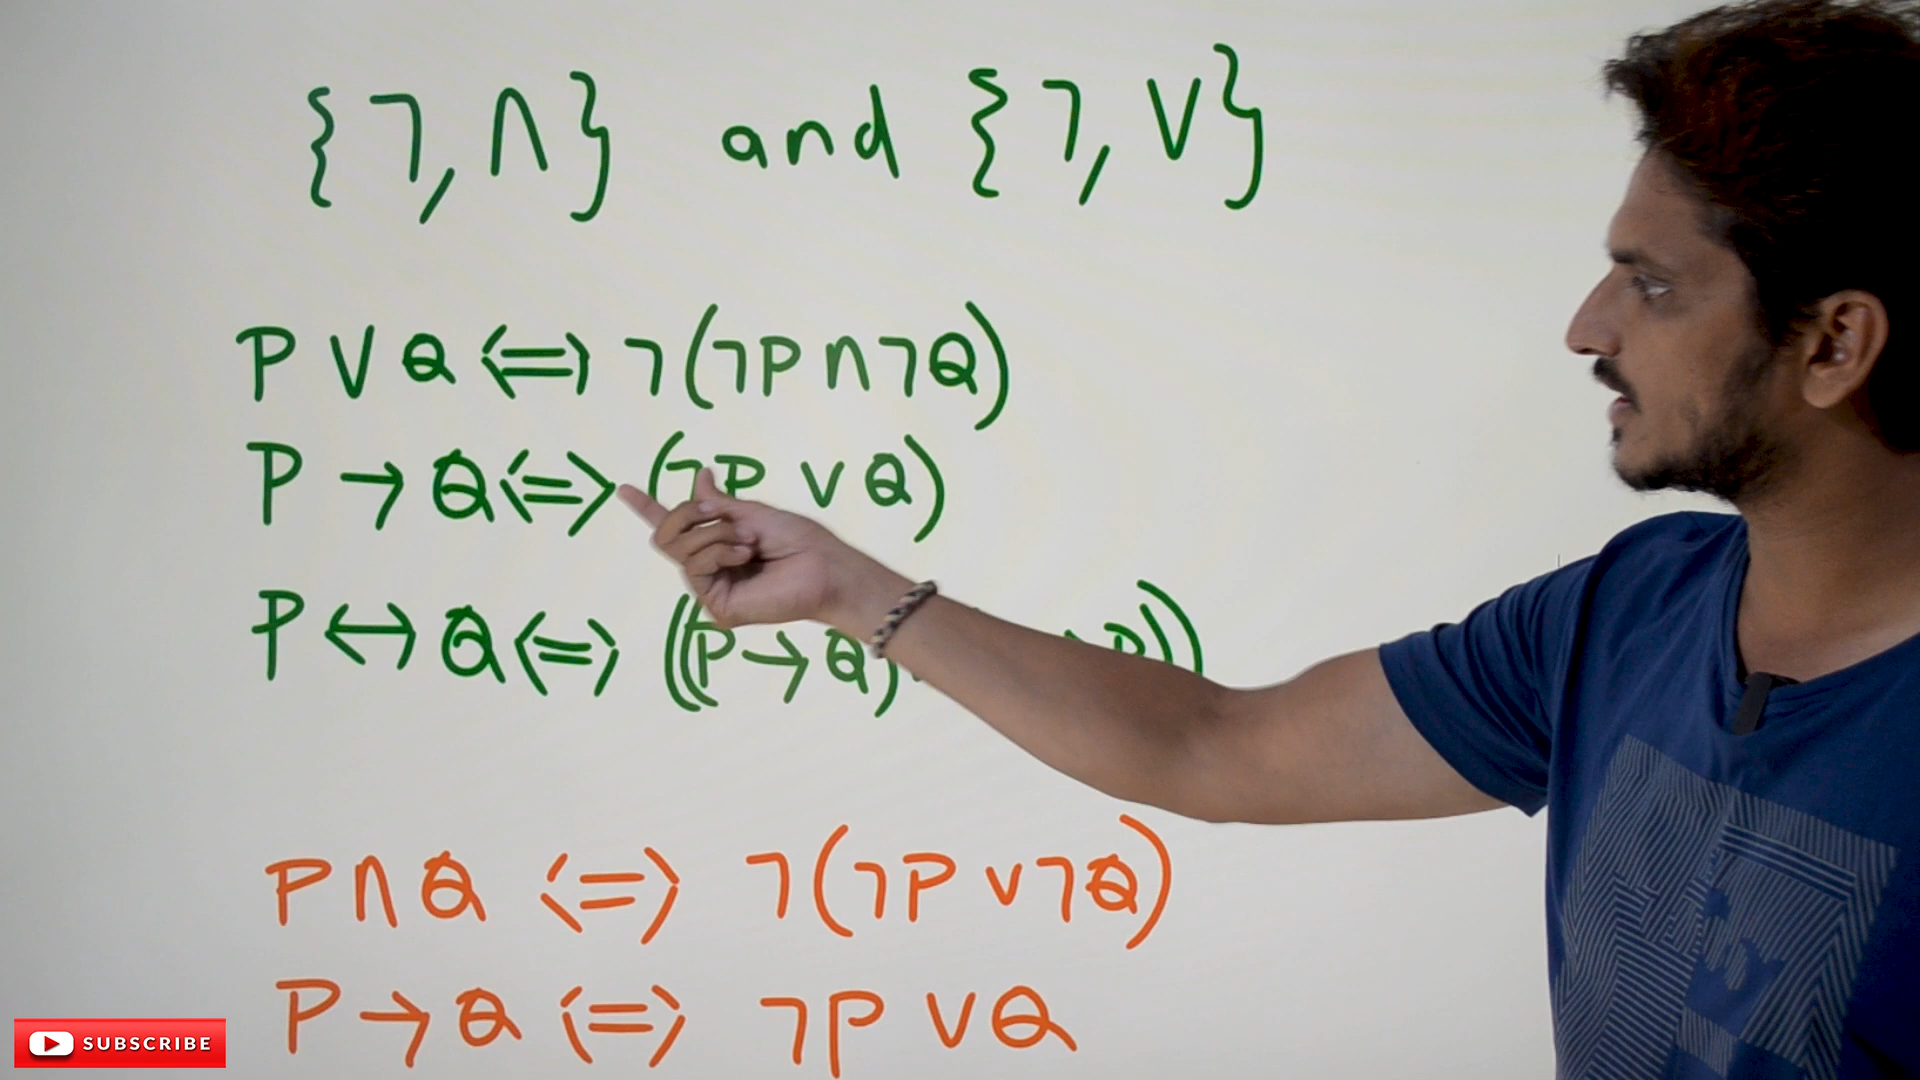 {¬, ∧} and {¬, ∨}
P ∨ Q <=> ¬(¬P ∧ ¬Q)
P → Q <=> (¬P ∨ Q)
P ↔ Q <=> ((P → Q) P))
P ∧ Q <=> ¬(¬P ∨ ¬Q)
P → Q <=> ¬P ∨ Q
SUBSCRIBE